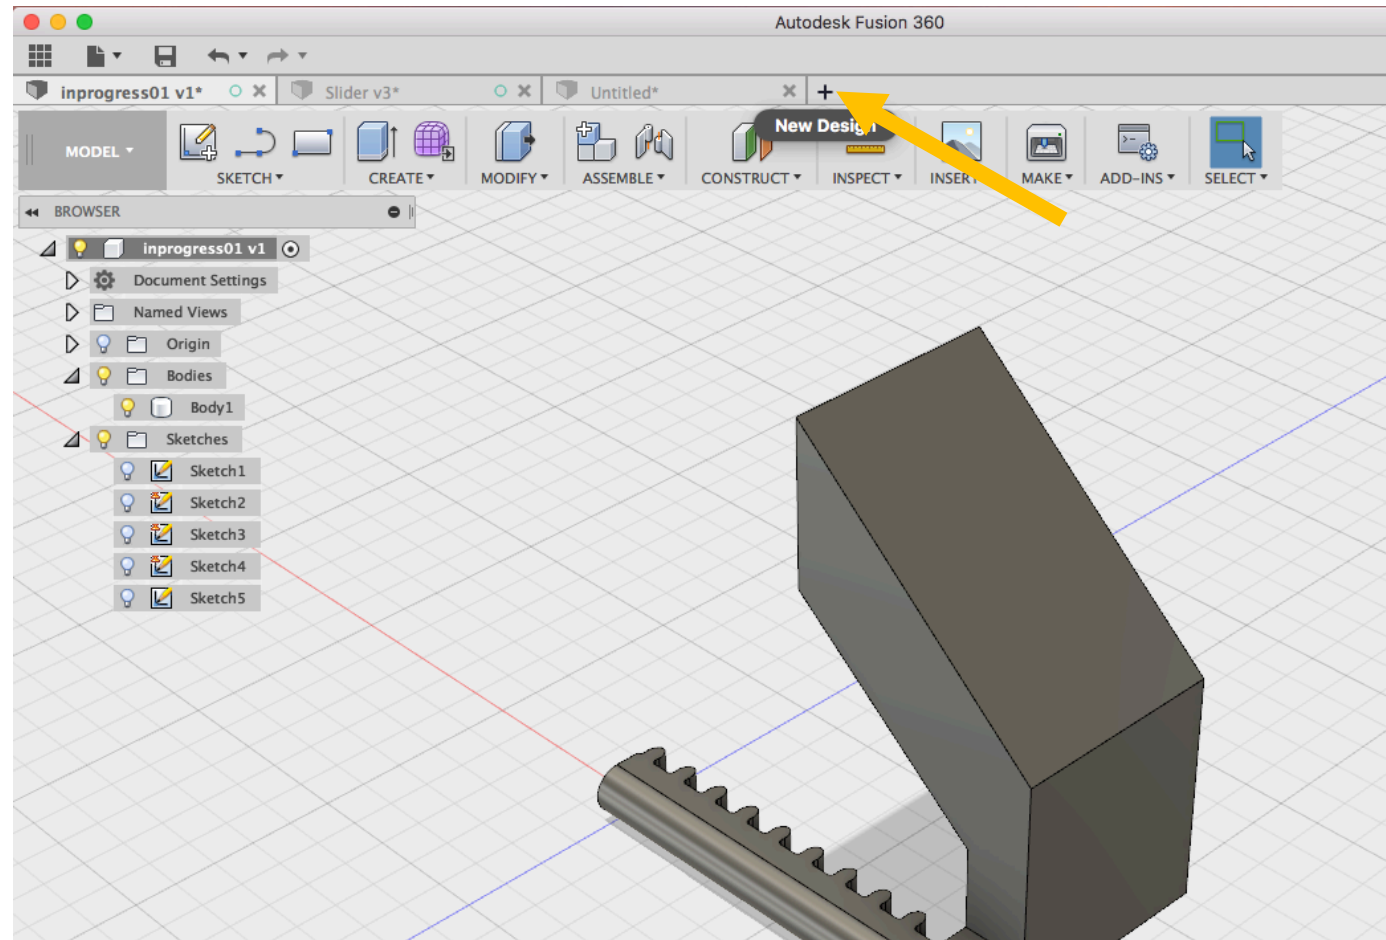 Autodesk Fusion 360
inprogress01 v1*
Slider v3*
Untitled*
+
New Design
MODEL
SKETCH
CREATE
MODIFY
ASSEMBLE
CONSTRUCT
INSPECT
INSERT
MAKE
ADD-INS
SELECT
BROWSER
inprogress01 v1
Document Settings
Named Views
Origin
Bodies
Body1
Sketches
Sketch1
Sketch2
Sketch3
Sketch4
Sketch5